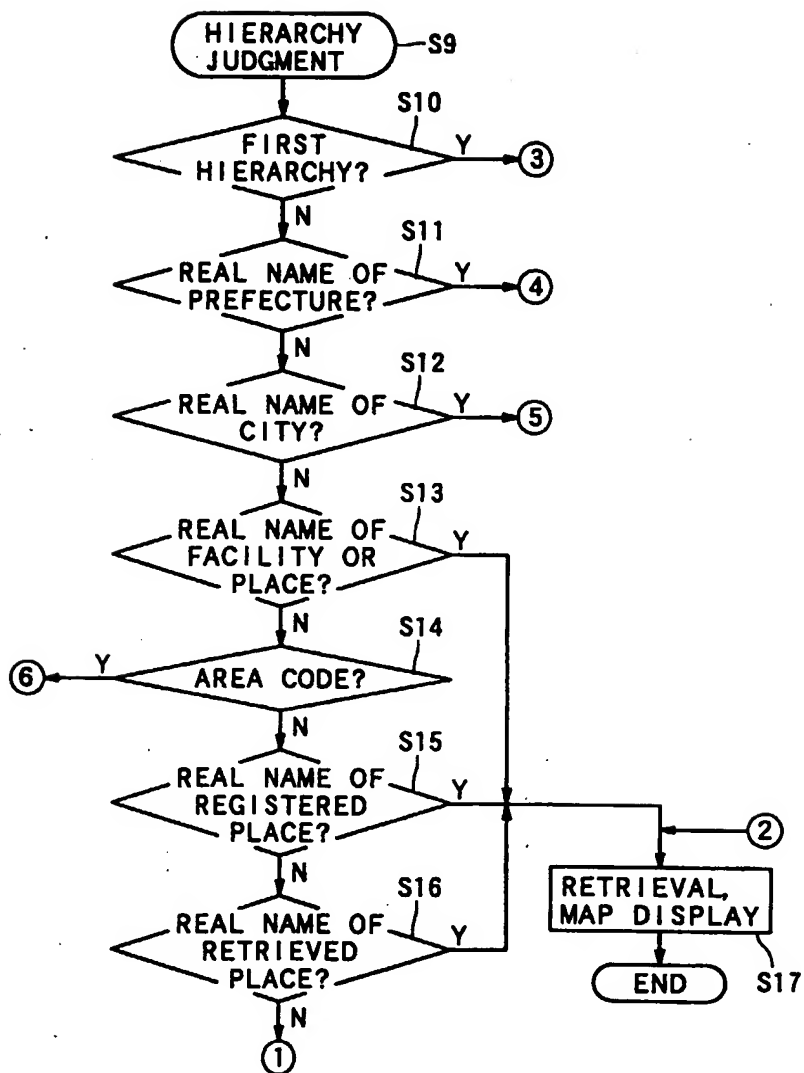 HIERARCHY
JUDGMENT
S9
S10
FIRST
HIERARCHY?
Y
③
N
S11
REAL NAME OF
PREFECTURE?
Y
④
N
S12
REAL NAME OF
CITY?
Y
⑤
N
S13
REAL NAME OF
FACILITY OR
PLACE?
Y
N
S14
AREA CODE?
Y
⑥
N
S15
REAL NAME OF
REGISTERED
PLACE?
Y
N
②
S16
REAL NAME OF
RETRIEVED
PLACE?
Y
N
①
RETRIEVAL,
MAP DISPLAY
S17
END